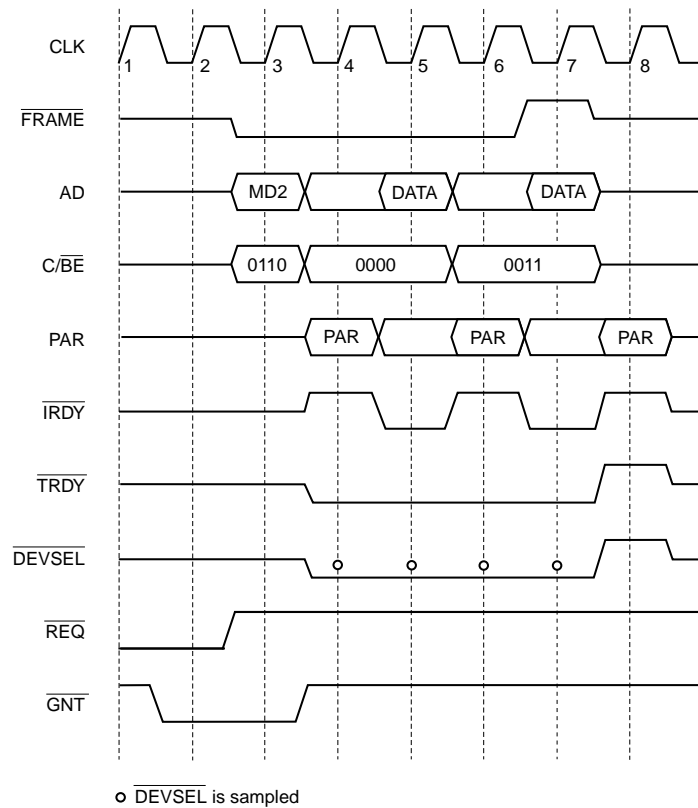 CLK
1 2 3 4 5 6 7 8
FRAME
AD MD2 DATA DATA
C/BE 0110 0000 0011
PAR PAR PAR PAR
IRDY
TRDY
DEVSEL
REQ
GNT
DEVSEL is sampled